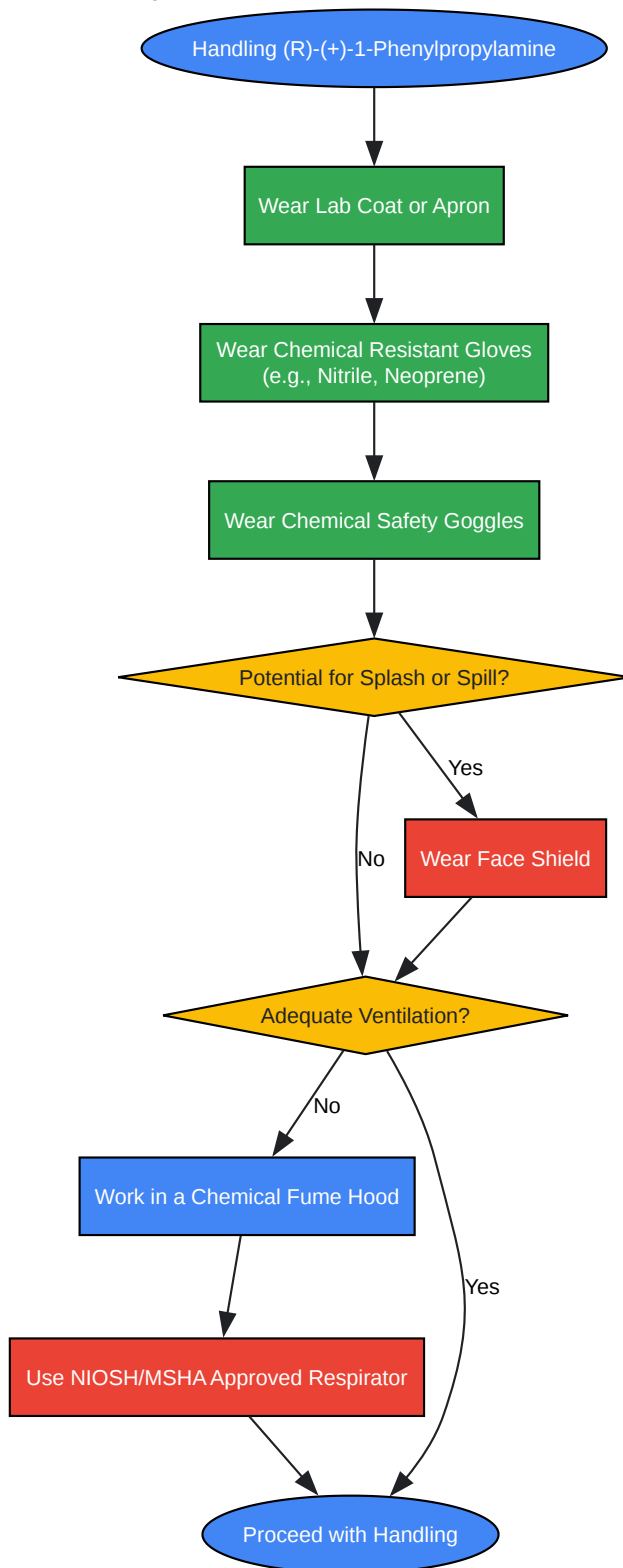 Handling (R)-(+)-1-Phenylpropylamine
Wear Lab Coat or Apron
Wear Chemical Resistant Gloves
(e.g., Nitrile, Neoprene)
Wear Chemical Safety Goggles
Potential for Splash or Spill?
Yes
No
Wear Face Shield
Adequate Ventilation?
No
Work in a Chemical Fume Hood
Yes
Use NIOSH/MSHA Approved Respirator
Proceed with Handling